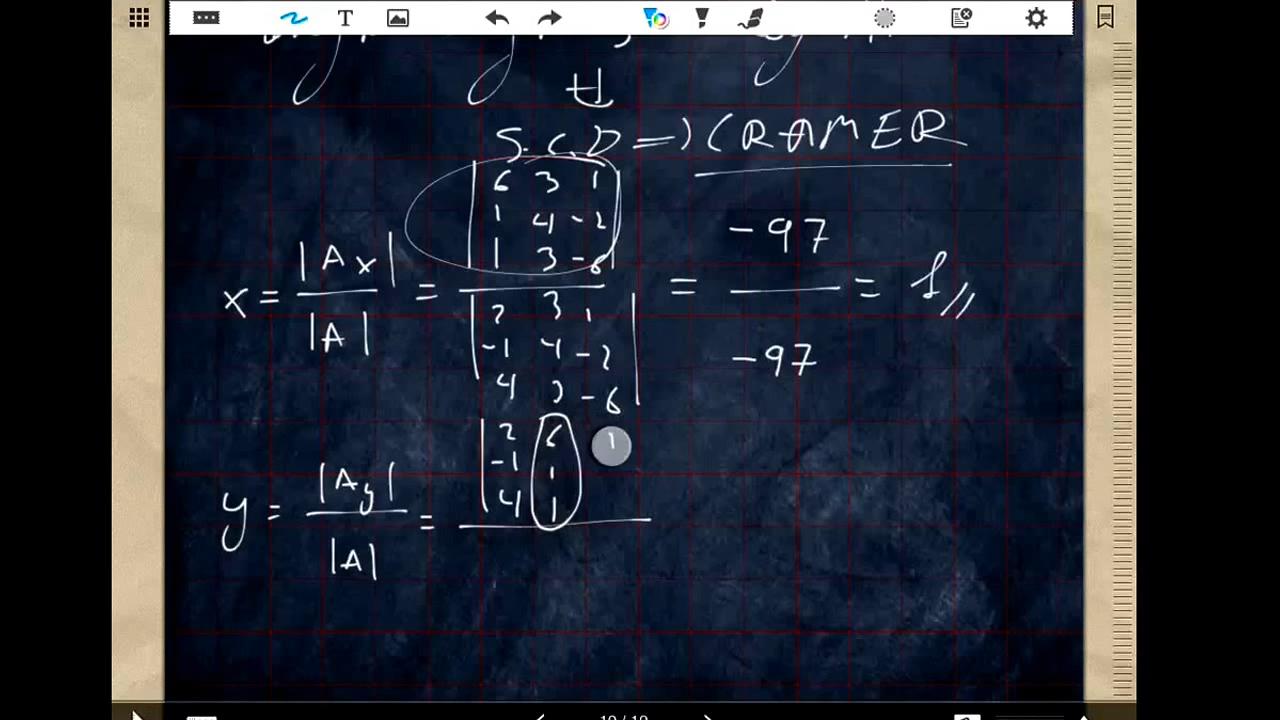 S.C.D => CRAMER
x = |Ax| / |A| = |6 3 1| / |2 3 1| = -97 / -97 = 1//
|1 4 -2|
|1 3 -6|
|-1 4 -2|
|4 3 -6|
y = |Ay| / |A| = |2 6 1
|-1 1
|4 1
T